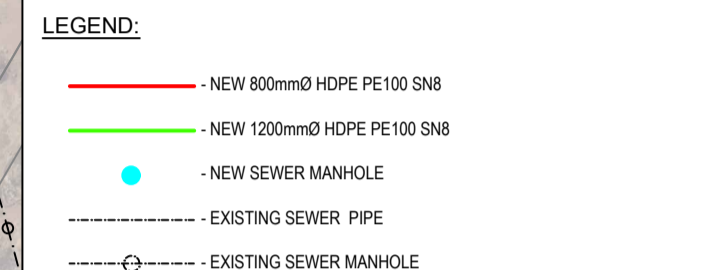 LEGEND:
- NEW 800mmØ HDPE PE100 SN8
- NEW 1200mmØ HDPE PE100 SN8
- NEW SEWER MANHOLE
- EXISTING SEWER PIPE
- EXISTING SEWER MANHOLE